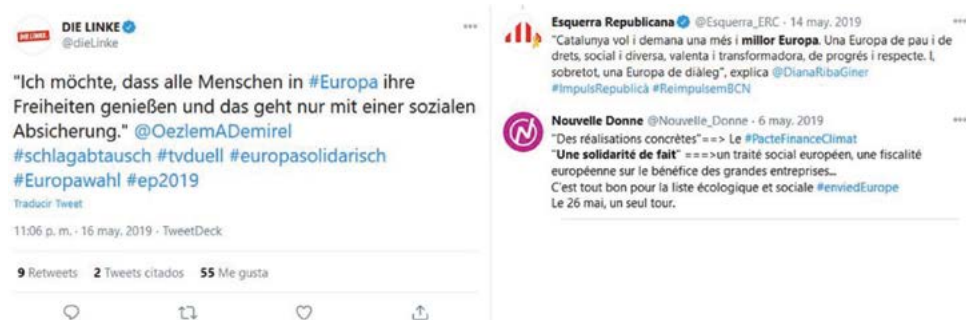 DIE LINKE
@dieLinke
"Ich möchte, dass alle Menschen in #Europa ihre
Freiheiten genießen und das geht nur mit einer sozialen
Absicherung." @OezlemADemirel
#schlagabtausch #tvduell #europasolidarisch
#Europawahl #ep2019
Traducir Tweet
11:06 p. m. · 16 may. 2019 · TweetDeck
9 Retweets 2 Tweets citados 55 Me gusta
Esquerra Republicana @Esquerra_ERC · 14 may. 2019
"Catalunya vol i demana una més i millor Europa. Una Europa de pau i de
drets, social i diversa, valenta i transformadora, de progrés i respecte. I,
sobretot, una Europa de diàleg", explica @DianaRibaGiner
#ImpulsRepublicà #ReimpulsemBCN
Nouvelle Donne @Nouvelle_Donne · 6 may. 2019
"Des réalisations concrètes"==> Le #PacteFinanceClimat
"Une solidarité de fait" ===>un traité social européen, une fiscalité
européenne sur le bénéfice des grandes entreprises...
C'est tout bon pour la liste écologique et sociale #enviedEurope
Le 26 mai, un seul tour.